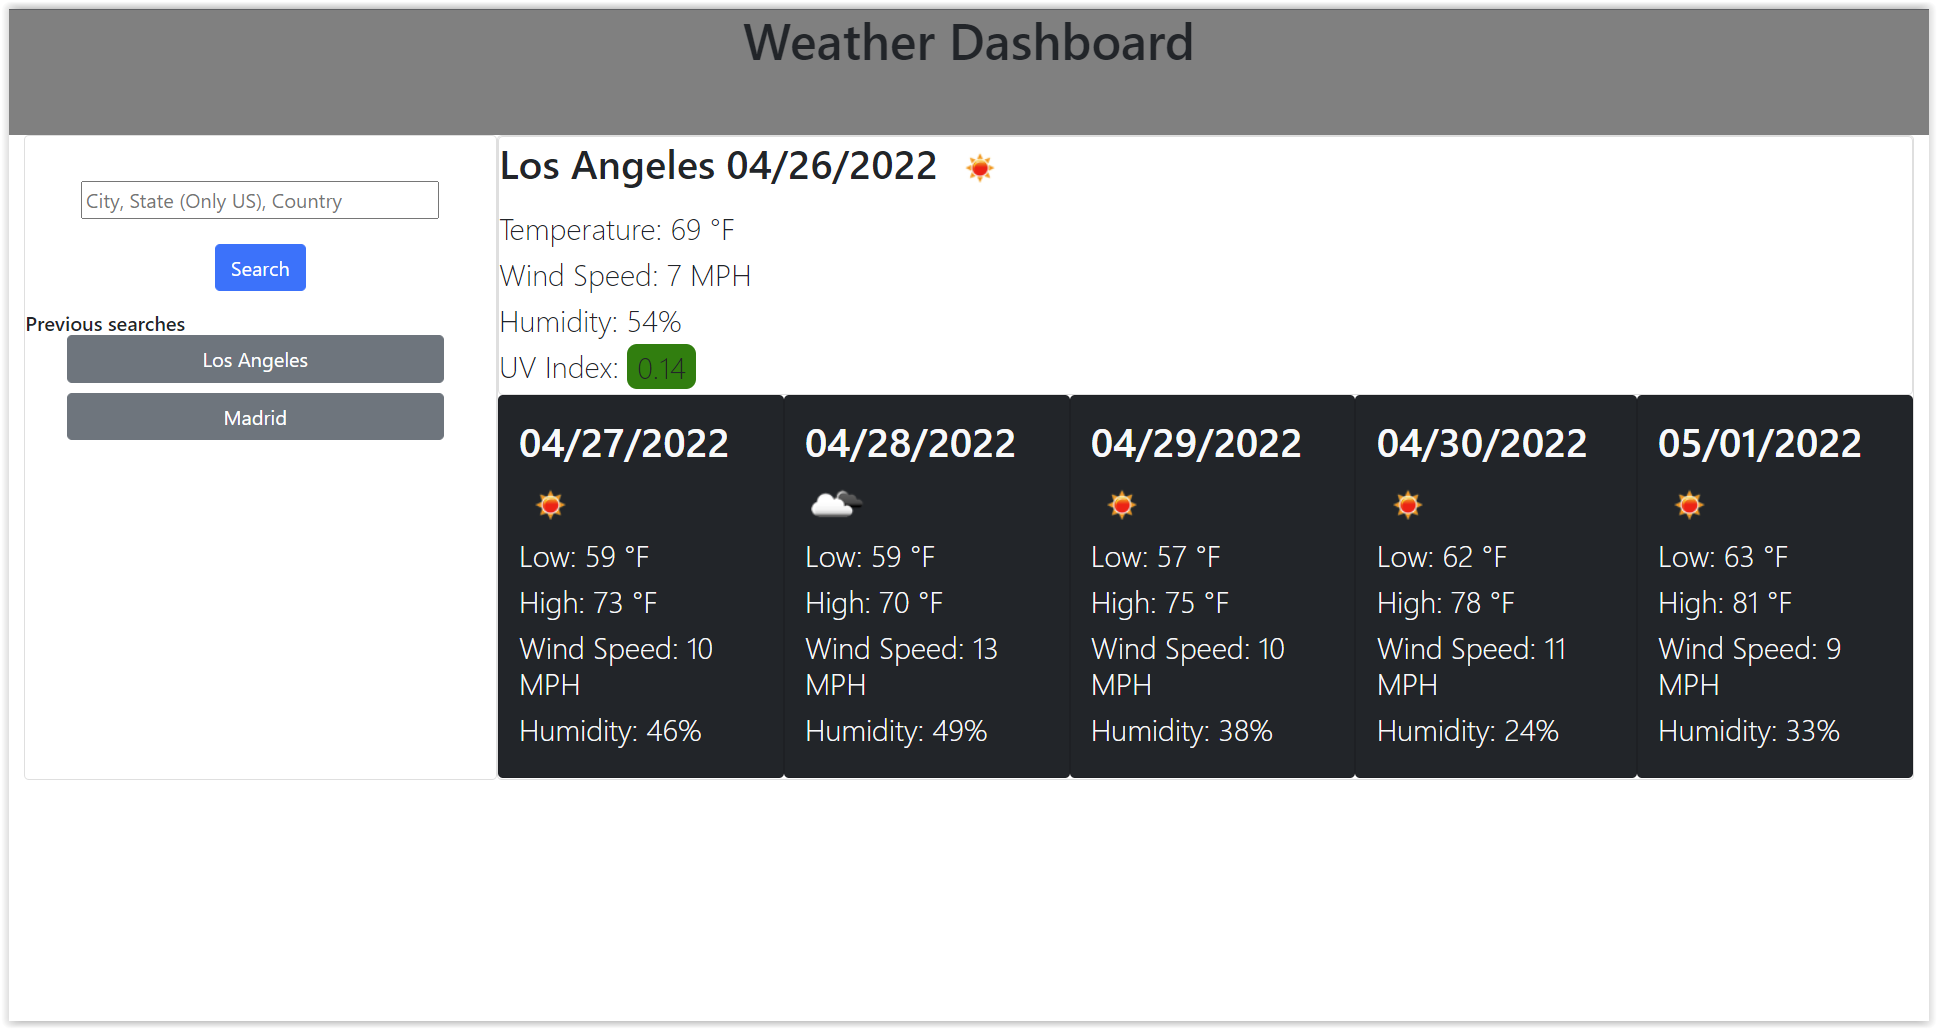 Weather Dashboard
City, State (Only US), Country
Search
Previous searches
Los Angeles
Madrid
Los Angeles 04/26/2022
Temperature: 69 °F
Wind Speed: 7 MPH
Humidity: 54%
UV Index: 0.14
04/27/2022
Low: 59 °F
High: 73 °F
Wind Speed: 10
MPH
Humidity: 46%
04/28/2022
Low: 59 °F
High: 70 °F
Wind Speed: 13
MPH
Humidity: 49%
04/29/2022
Low: 57 °F
High: 75 °F
Wind Speed: 10
MPH
Humidity: 38%
04/30/2022
Low: 62 °F
High: 78 °F
Wind Speed: 11
MPH
Humidity: 24%
05/01/2022
Low: 63 °F
High: 81 °F
Wind Speed: 9
MPH
Humidity: 33%